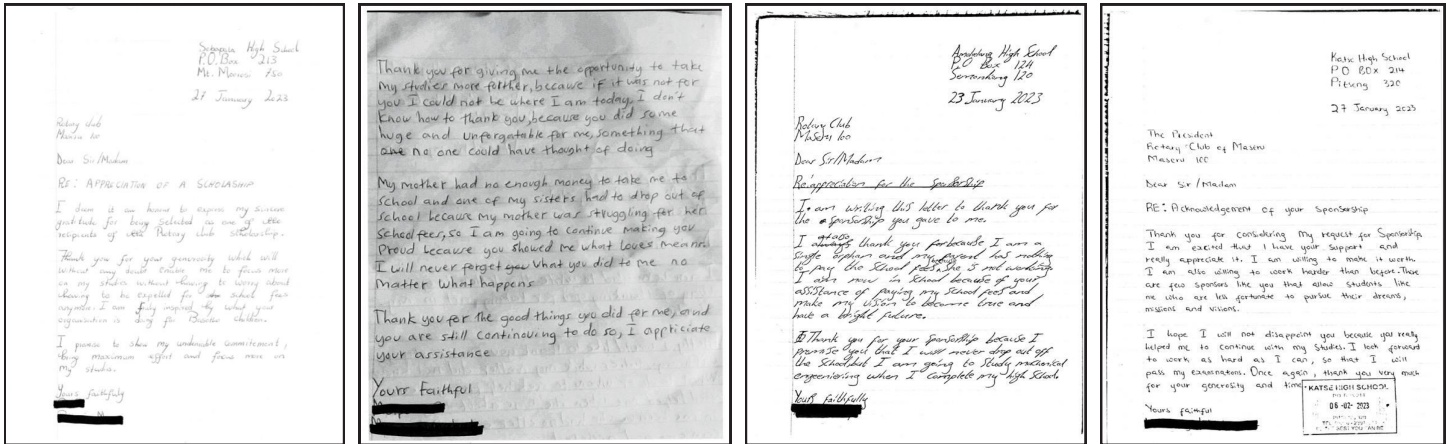 High School
P.O. Box 213
Mt. Moorosi 750
27 January 2023
Rotary Club
Maseru 100
Dear Sir/Madam
RE: APPRECIATION OF A SCHOLASHIP
I deem it an honour to express my sincere
gratitude for being selected as one of
recipients of Rotary club Scholarship.
Thank you for your generosity which will
without any doubt enable me to focus more
on my studies without having to worry about
having to be expelled for school fees
anymore. I am fully inspired by what your
organisation is doing for Basotho children.
I promise to show my undeniable commitement,
bring maximum effort and focus more on
my studies.
Yours faithfully
Thank you for giving me the opportunity to take
My studies more folther, because if it was not for
you I could not be where I am today, I don't
know how to thank you, because you did some
huge and unforgatable for me, something that
one no one could have thought of doing
My mother had no enough money to take me to
school and one of my sisters had to drop out of
school because my mother was struggling for her
school fees, so I am going to continue making you
Proud because you showed me what loves means
I will never forget you what you did to me no
matter what happens
Thank you for the good things you did for me, and
you are still continouing to do so, I appriciate
your assistance
Yours Faithful
High School
P.O Box 124
Semonkong 120
23 January 2023
Rotary Club
Maseru 100
Dear Sir/Madam
Re: appreciation for the sponsership
I am writing this letter to thank you for
the sponsership you gave to me.
I also thank you for because I am a
single orphan and my parent has nothing
to pay the school fees, she is not working
I am now in school because of your
assistance of paying my school fees and
make my vision to become true and
have a bright future.
Thank you for your sponsership because I
promise you that I will never drop out off
the school but I am going to study mechanical
engeniering when I complete my high school.
Yours faithfully
Katse High School
P O BOX 214
Pitseng 320
27 January 2023
The President
Rotary Club of Maseru
Maseru 100
Dear Sir / Madam
RE: Acknowledgement of your Sponsorship
Thank you for considering my request for Sponsorship
I am excited that I have your support and
really appreciate it. I am willing to make it worth.
I am also willing to work harder than before. There
are few sponsors like you that allow students like
me who are less fortunate to pursue their dreams,
missions and visions.
I hope I will not disappoint you because you really
helped me to continue with my studies. I look forward
to work as hard as I can, so that I will
pass my examinations. Once again, thank you very much
for your generosity and time
Yours faithful
KATSE HIGH SCHOOL
06 -02- 2023